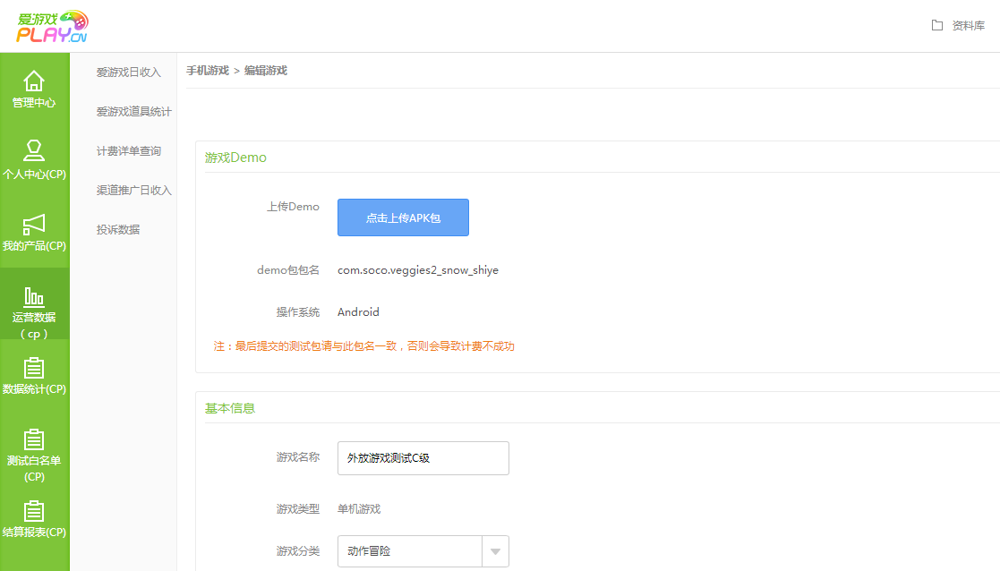 爱游戏
PLAY.CN
资料库
管理中心
个人中心(CP)
我的产品(CP)
运营数据
（ cp ）
数据统计(CP)
测试白名单
(CP)
结算报表(CP)
爱游戏日收入
爱游戏道具统计
计费详单查询
渠道推广日收入
投诉数据
手机游戏 > 编辑游戏
游戏Demo
上传Demo 点击上传APK包
demo包包名 com.soco.veggies2_snow_shiye
操作系统 Android
注：最后提交的测试包请与此包名一致，否则会导致计费不成功
基本信息
游戏名称 外放游戏测试C级
游戏类型 单机游戏
游戏分类 动作冒险